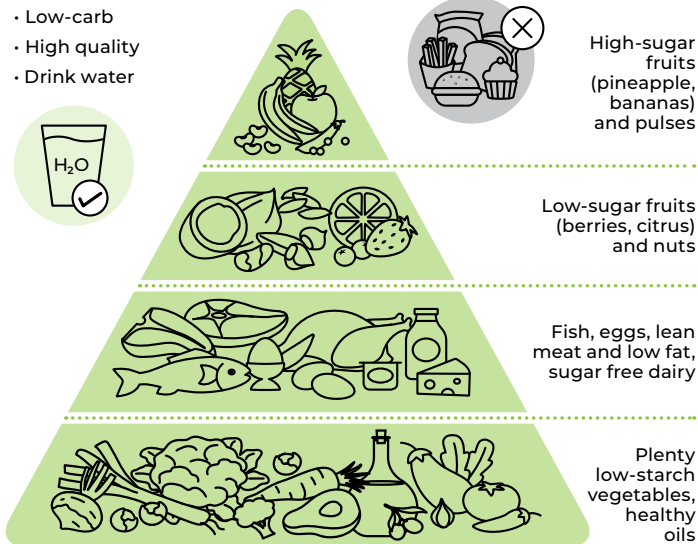 • Low-carb
• High quality
• Drink water
H₂O
High-sugar
fruits
(pineapple,
bananas)
and pulses
Low-sugar fruits
(berries, citrus)
and nuts
Fish, eggs, lean
meat and low fat,
sugar free dairy
Plenty
low-starch
vegetables,
healthy
oils